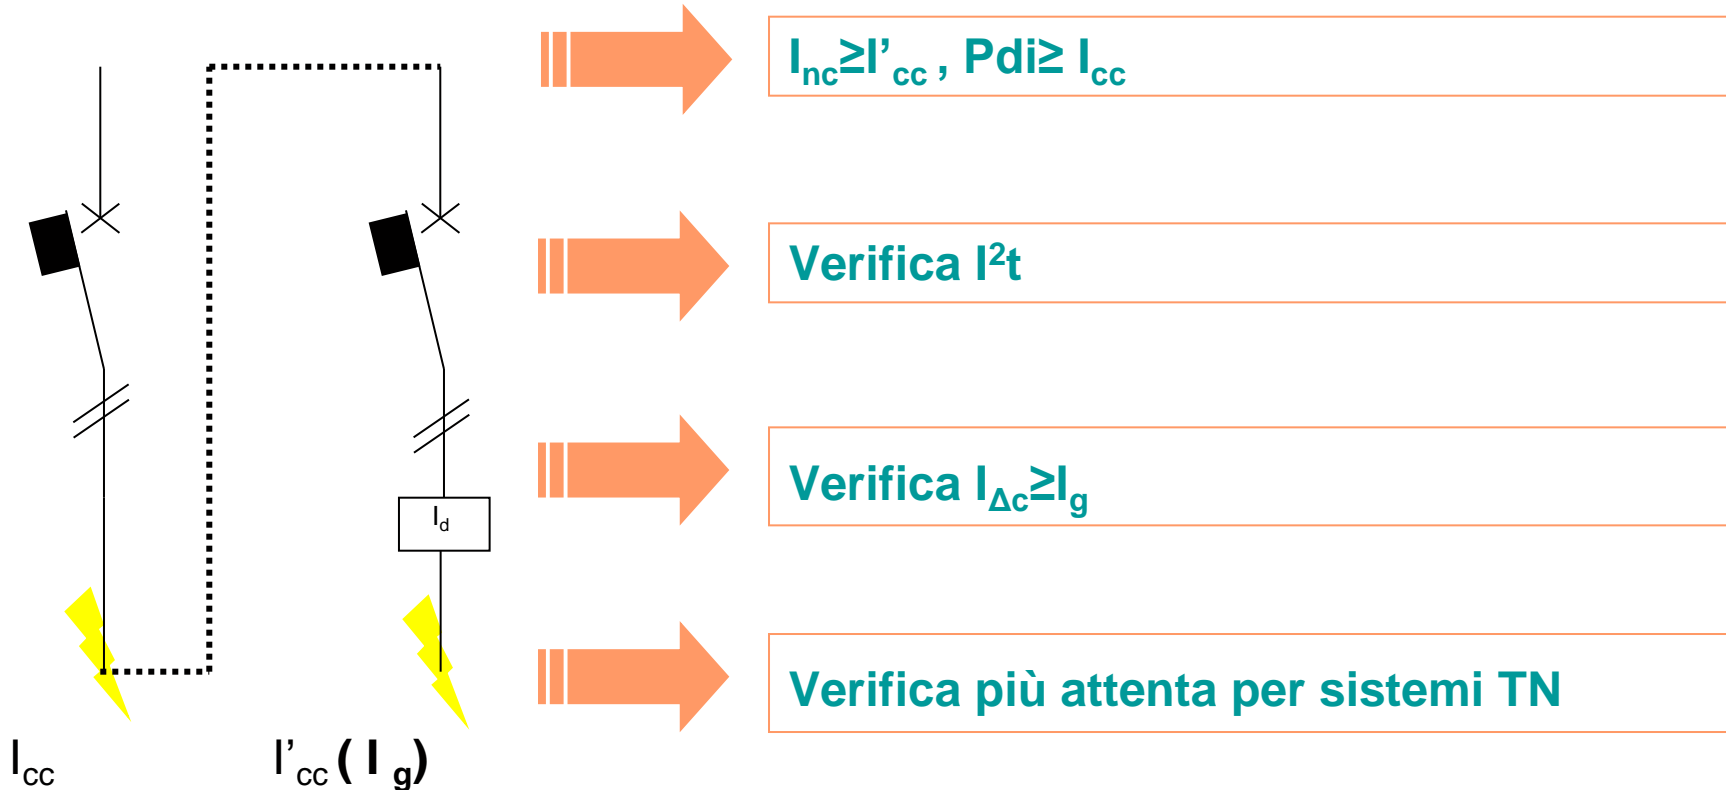 Inc≥I’cc , Pdi≥ Icc
Verifica I²t
Verifica IΔc≥Ig
Id
Verifica più attenta per sistemi TN
Icc
I’cc ( I g)